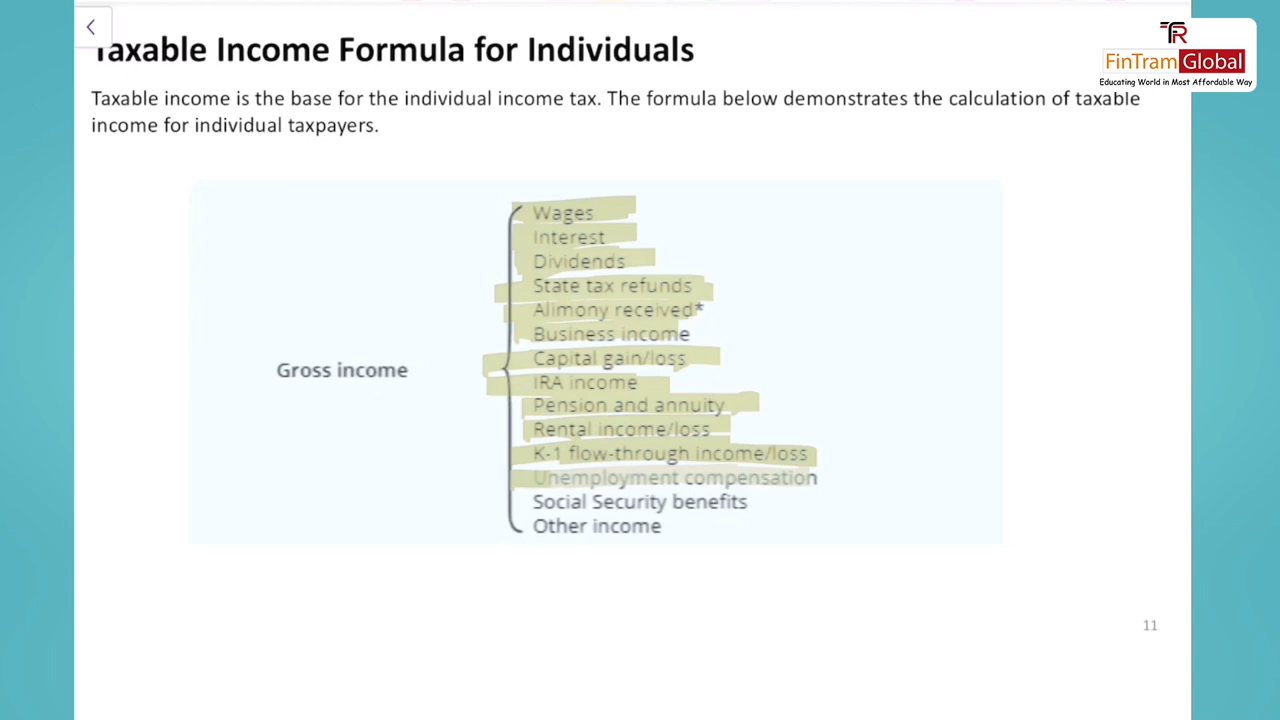 Taxable Income Formula for Individuals
TR
FinTram Global
Educating World in Most Affordable Way
Taxable income is the base for the individual income tax. The formula below demonstrates the calculation of taxable
income for individual taxpayers.
Gross income
Wages
Interest
Dividends
State tax refunds
Alimony received*
Business income
Capital gain/loss
IRA income
Pension and annuity
Rental income/loss
K-1 flow-through income/loss
Unemployment compensation
Social Security benefits
Other income
11